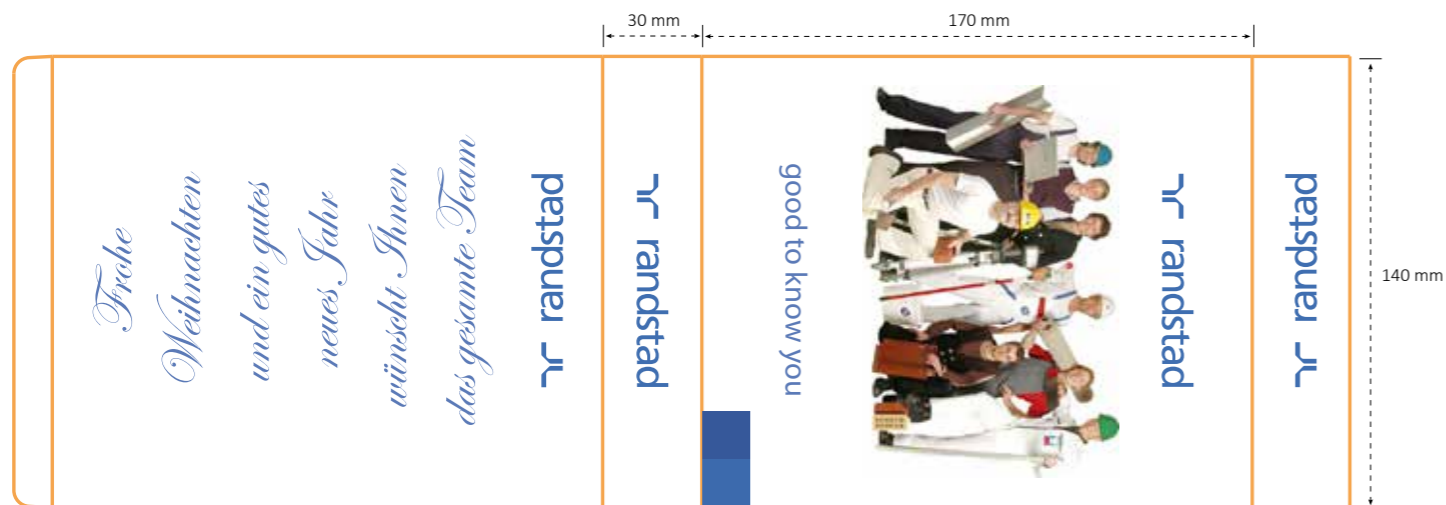 30 mm
170 mm
140 mm
Frohe
Weihnachten
und ein gutes
neues Jahr
wünscht Ihnen
das gesamte Team
randstad
randstad
good to know you
randstad
randstad